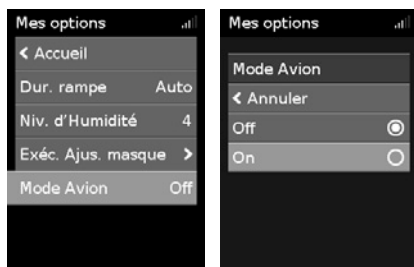 Mes options
Accueil
Dur. rampe Auto
Niv. d'Humidité 4
Exéc. Ajus. masque
Mode Avion Off
Mes options
Mode Avion
Annuler
Off
On